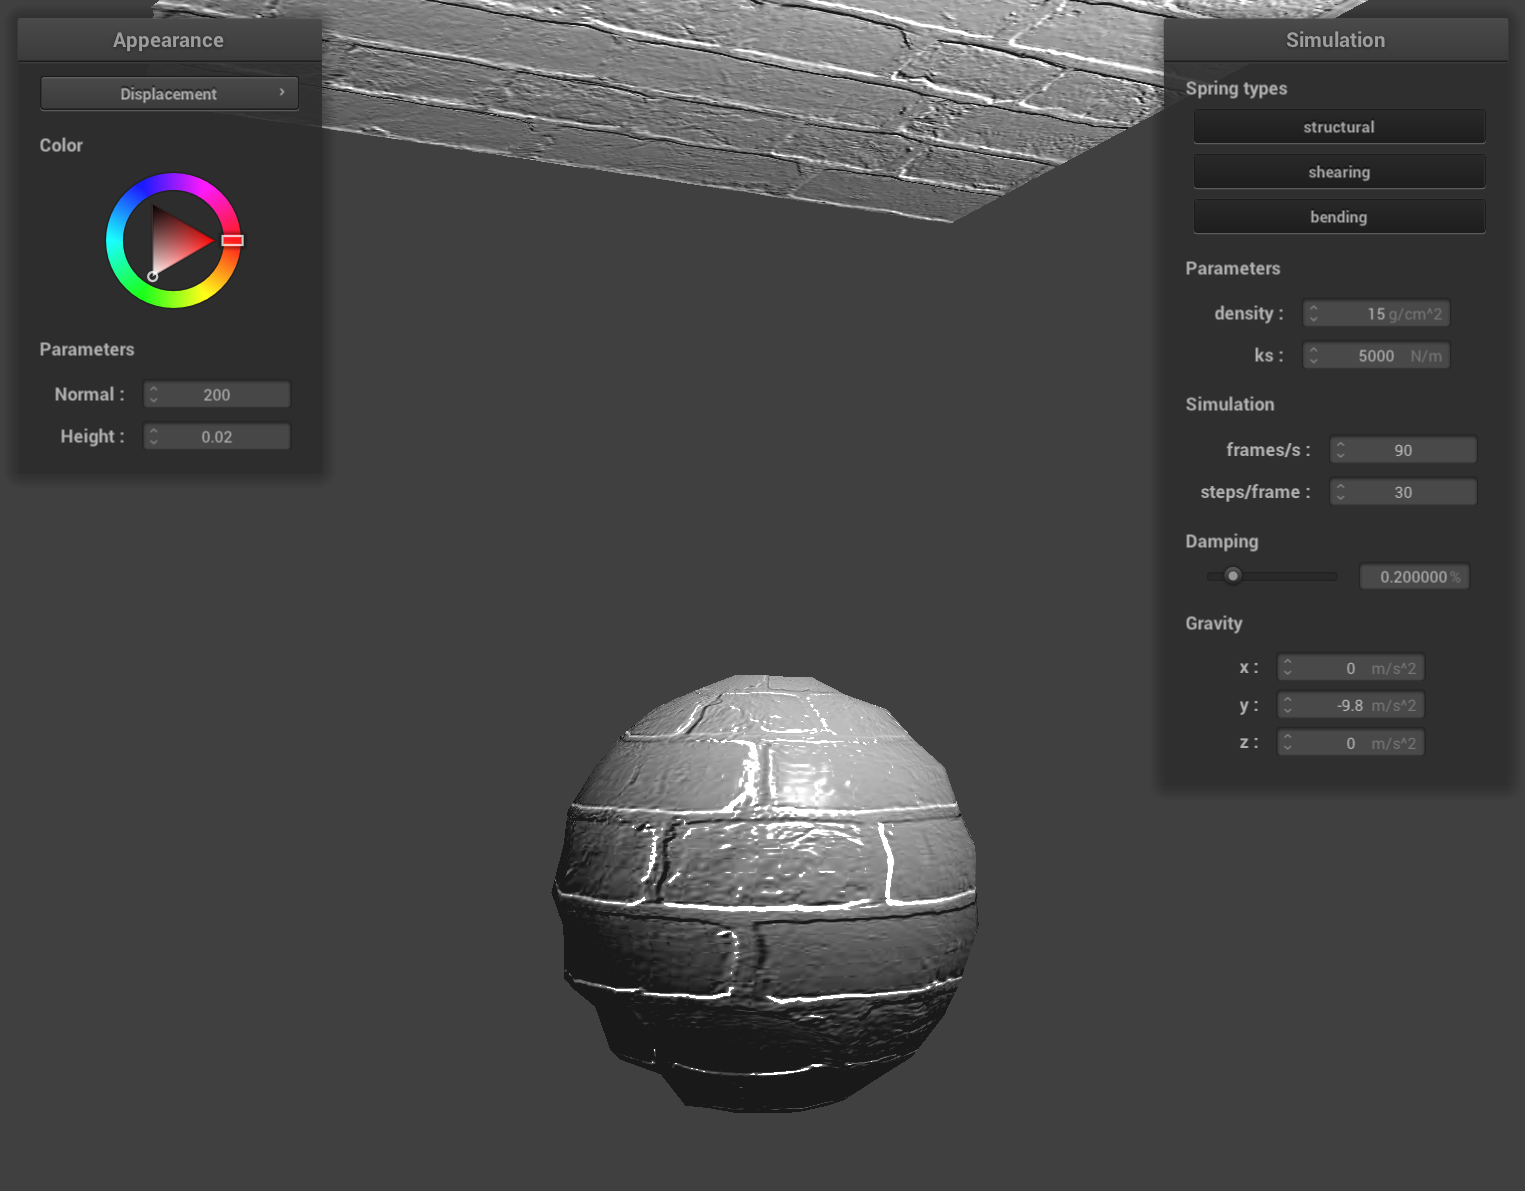 Appearance
Displacement
Color
Parameters
Normal : 200
Height : 0.02
Simulation
Spring types
structural
shearing
bending
Parameters
density : 15 g/cm^2
ks : 5000 N/m
Simulation
frames/s : 90
steps/frame : 30
Damping
0.200000 %
Gravity
x : 0 m/s^2
y : -9.8 m/s^2
z : 0 m/s^2